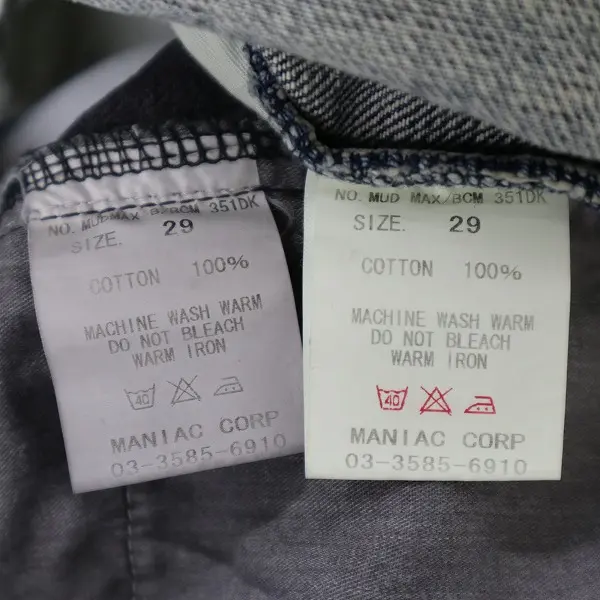 NO. MUD MAX/B BCM 351DK
SIZE. 29
COTTON 100%
MACHINE WASH WARM
DO NOT BLEACH
WARM IRON
40
MANIAC CORP
03-3585-6910
NO. MUD MAX/BCM 351DK
SIZE. 29
COTTON 100%
MACHINE WASH WARM
DO NOT BLEACH
WARM IRON
40
MANIAC CORP
03-3585-6910